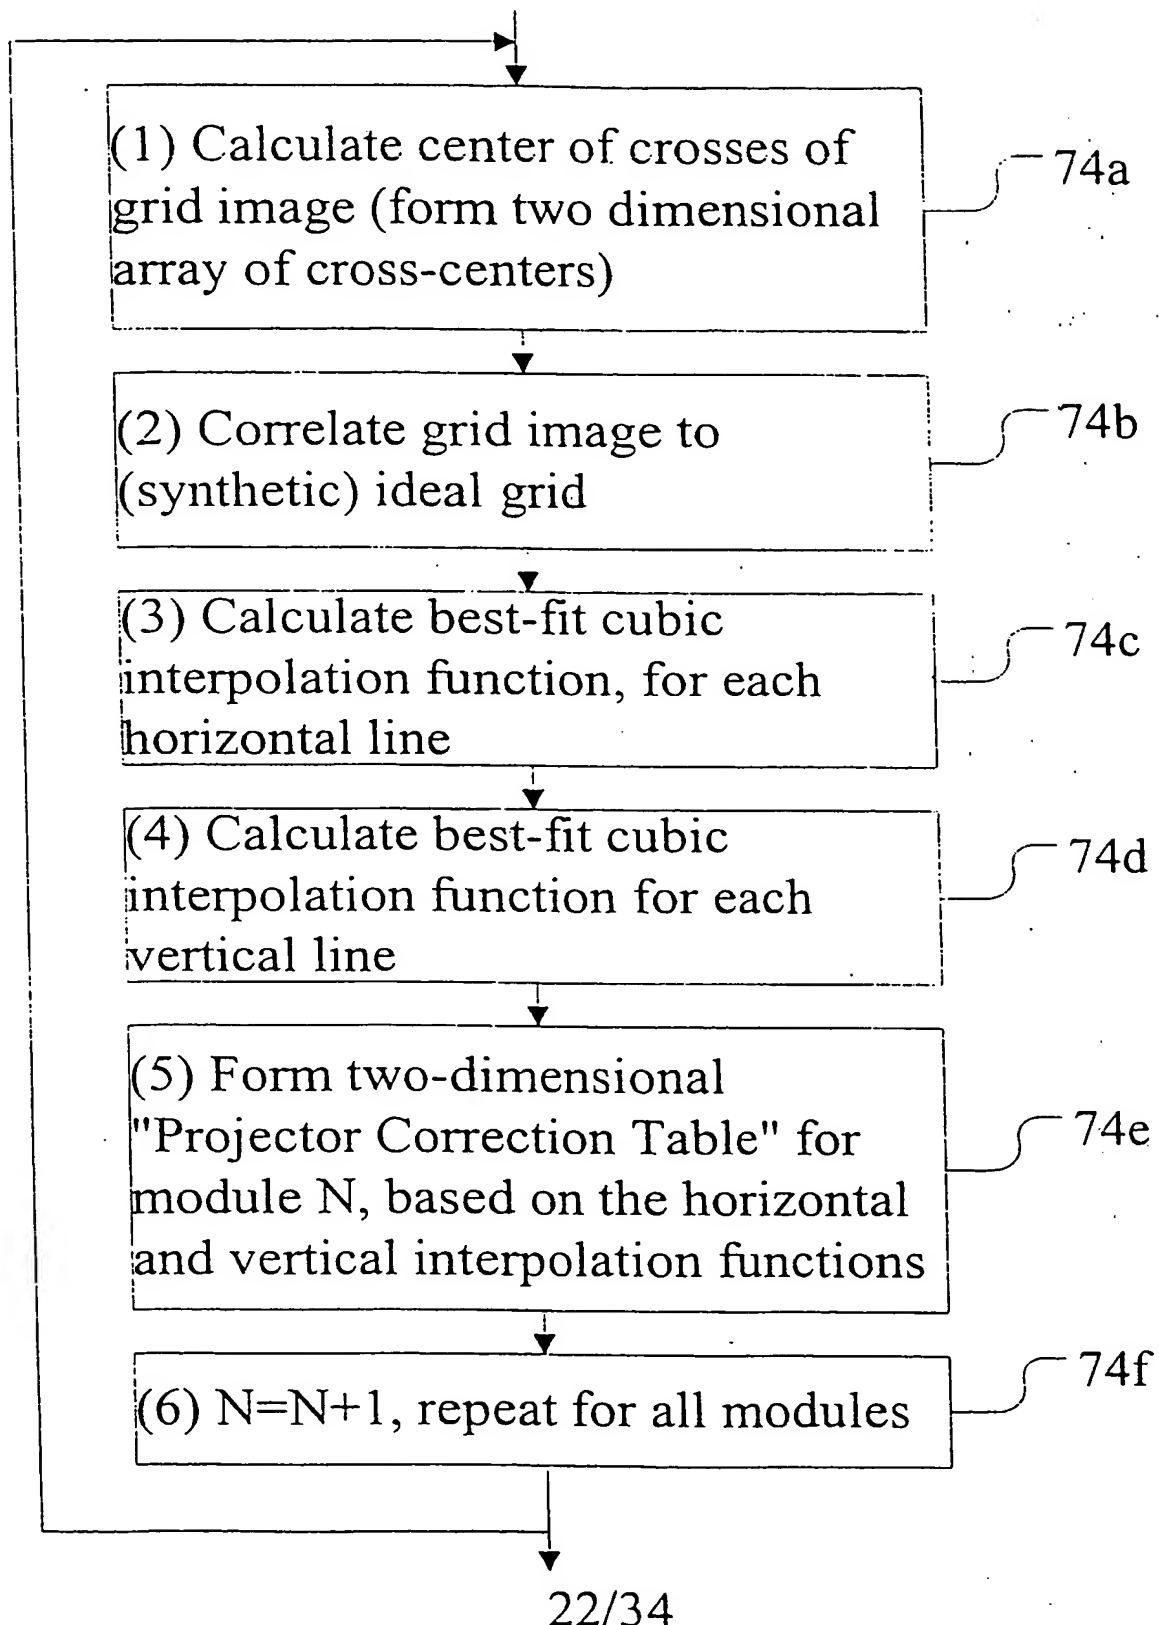 (1) Calculate center of crosses of
grid image (form two dimensional
array of cross-centers)
74a
(2) Correlate grid image to
(synthetic) ideal grid
74b
(3) Calculate best-fit cubic
interpolation function, for each
horizontal line
74c
(4) Calculate best-fit cubic
interpolation function for each
vertical line
74d
(5) Form two-dimensional
"Projector Correction Table" for
module N, based on the horizontal
and vertical interpolation functions
74e
(6) N=N+1, repeat for all modules
74f
22/34